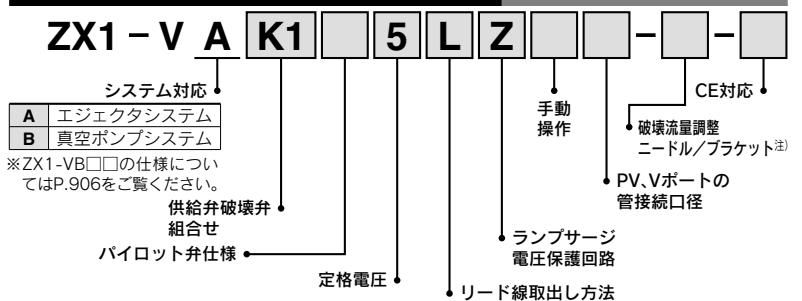 ZX1－V A K1 □ 5 L Z □ □－□－□
システム対応
A エジェクタシステム
B 真空ポンプシステム
※ZX1-VB□□の仕様につい
てはP.906をご覧ください。
供給弁破壊弁
組合せ
パイロット弁仕様
定格電圧
リード線取出し方法
ランプサージ
電圧保護回路
手動
操作
PV、Vポートの
管接続口径
破壊流量調整
ニードル／ブラケット注)
CE対応